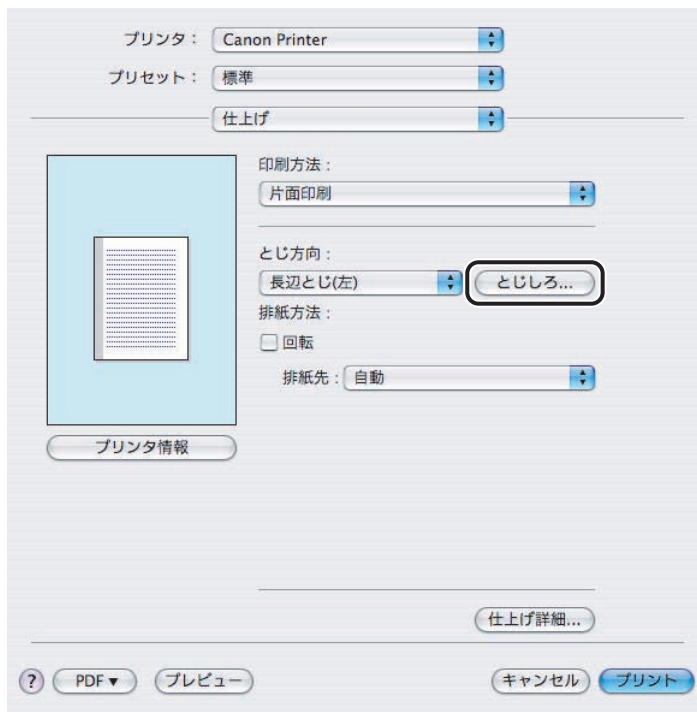 プリンタ： Canon Printer
プリセット： 標準
仕上げ
印刷方法：
片面印刷
とじ方向：
長辺とじ(左) とじしろ...
排紙方法：
回転
排紙先： 自動
プリンタ情報
仕上げ詳細...
? PDF▼ プレビュー キャンセル プリント